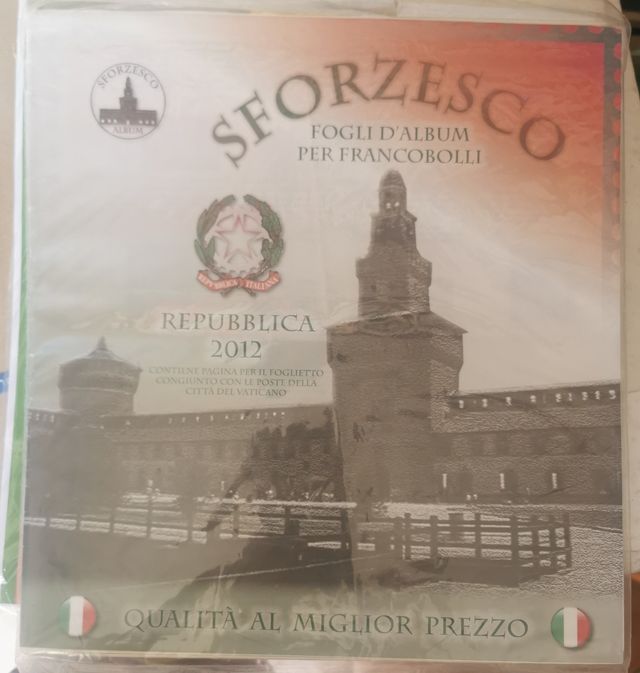 SFORZESCO
ALBUM
SFORZESCO
FOGLI D'ALBUM
PER FRANCOBOLLI
REPUBBLICA ITALIANA
REPUBBLICA
2012
CONTIENE PAGINA PER IL FOGLIETTO
CONGIUNTO CON LE POSTE DELLA
CITTÀ DEL VATICANO
QUALITÀ AL MIGLIOR PREZZO